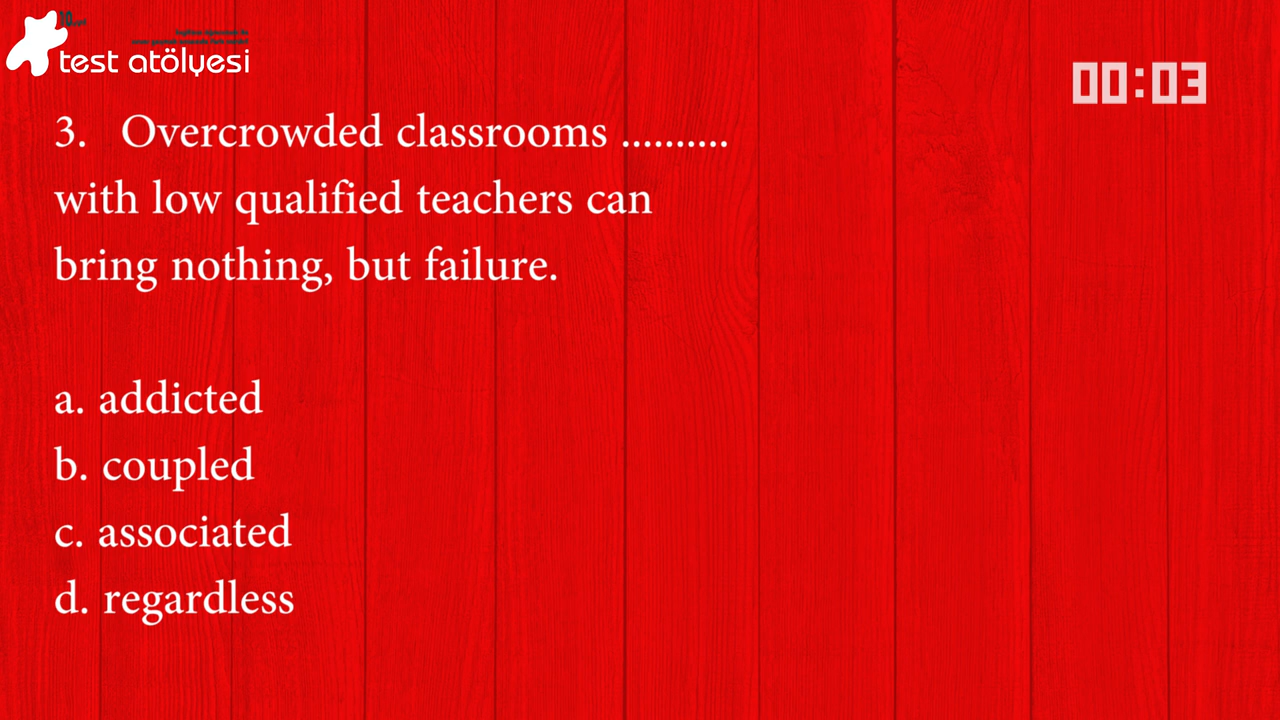 test atölyesi
00:03
3. Overcrowded classrooms ..........
with low qualified teachers can
bring nothing, but failure.
a. addicted
b. coupled
c. associated
d. regardless